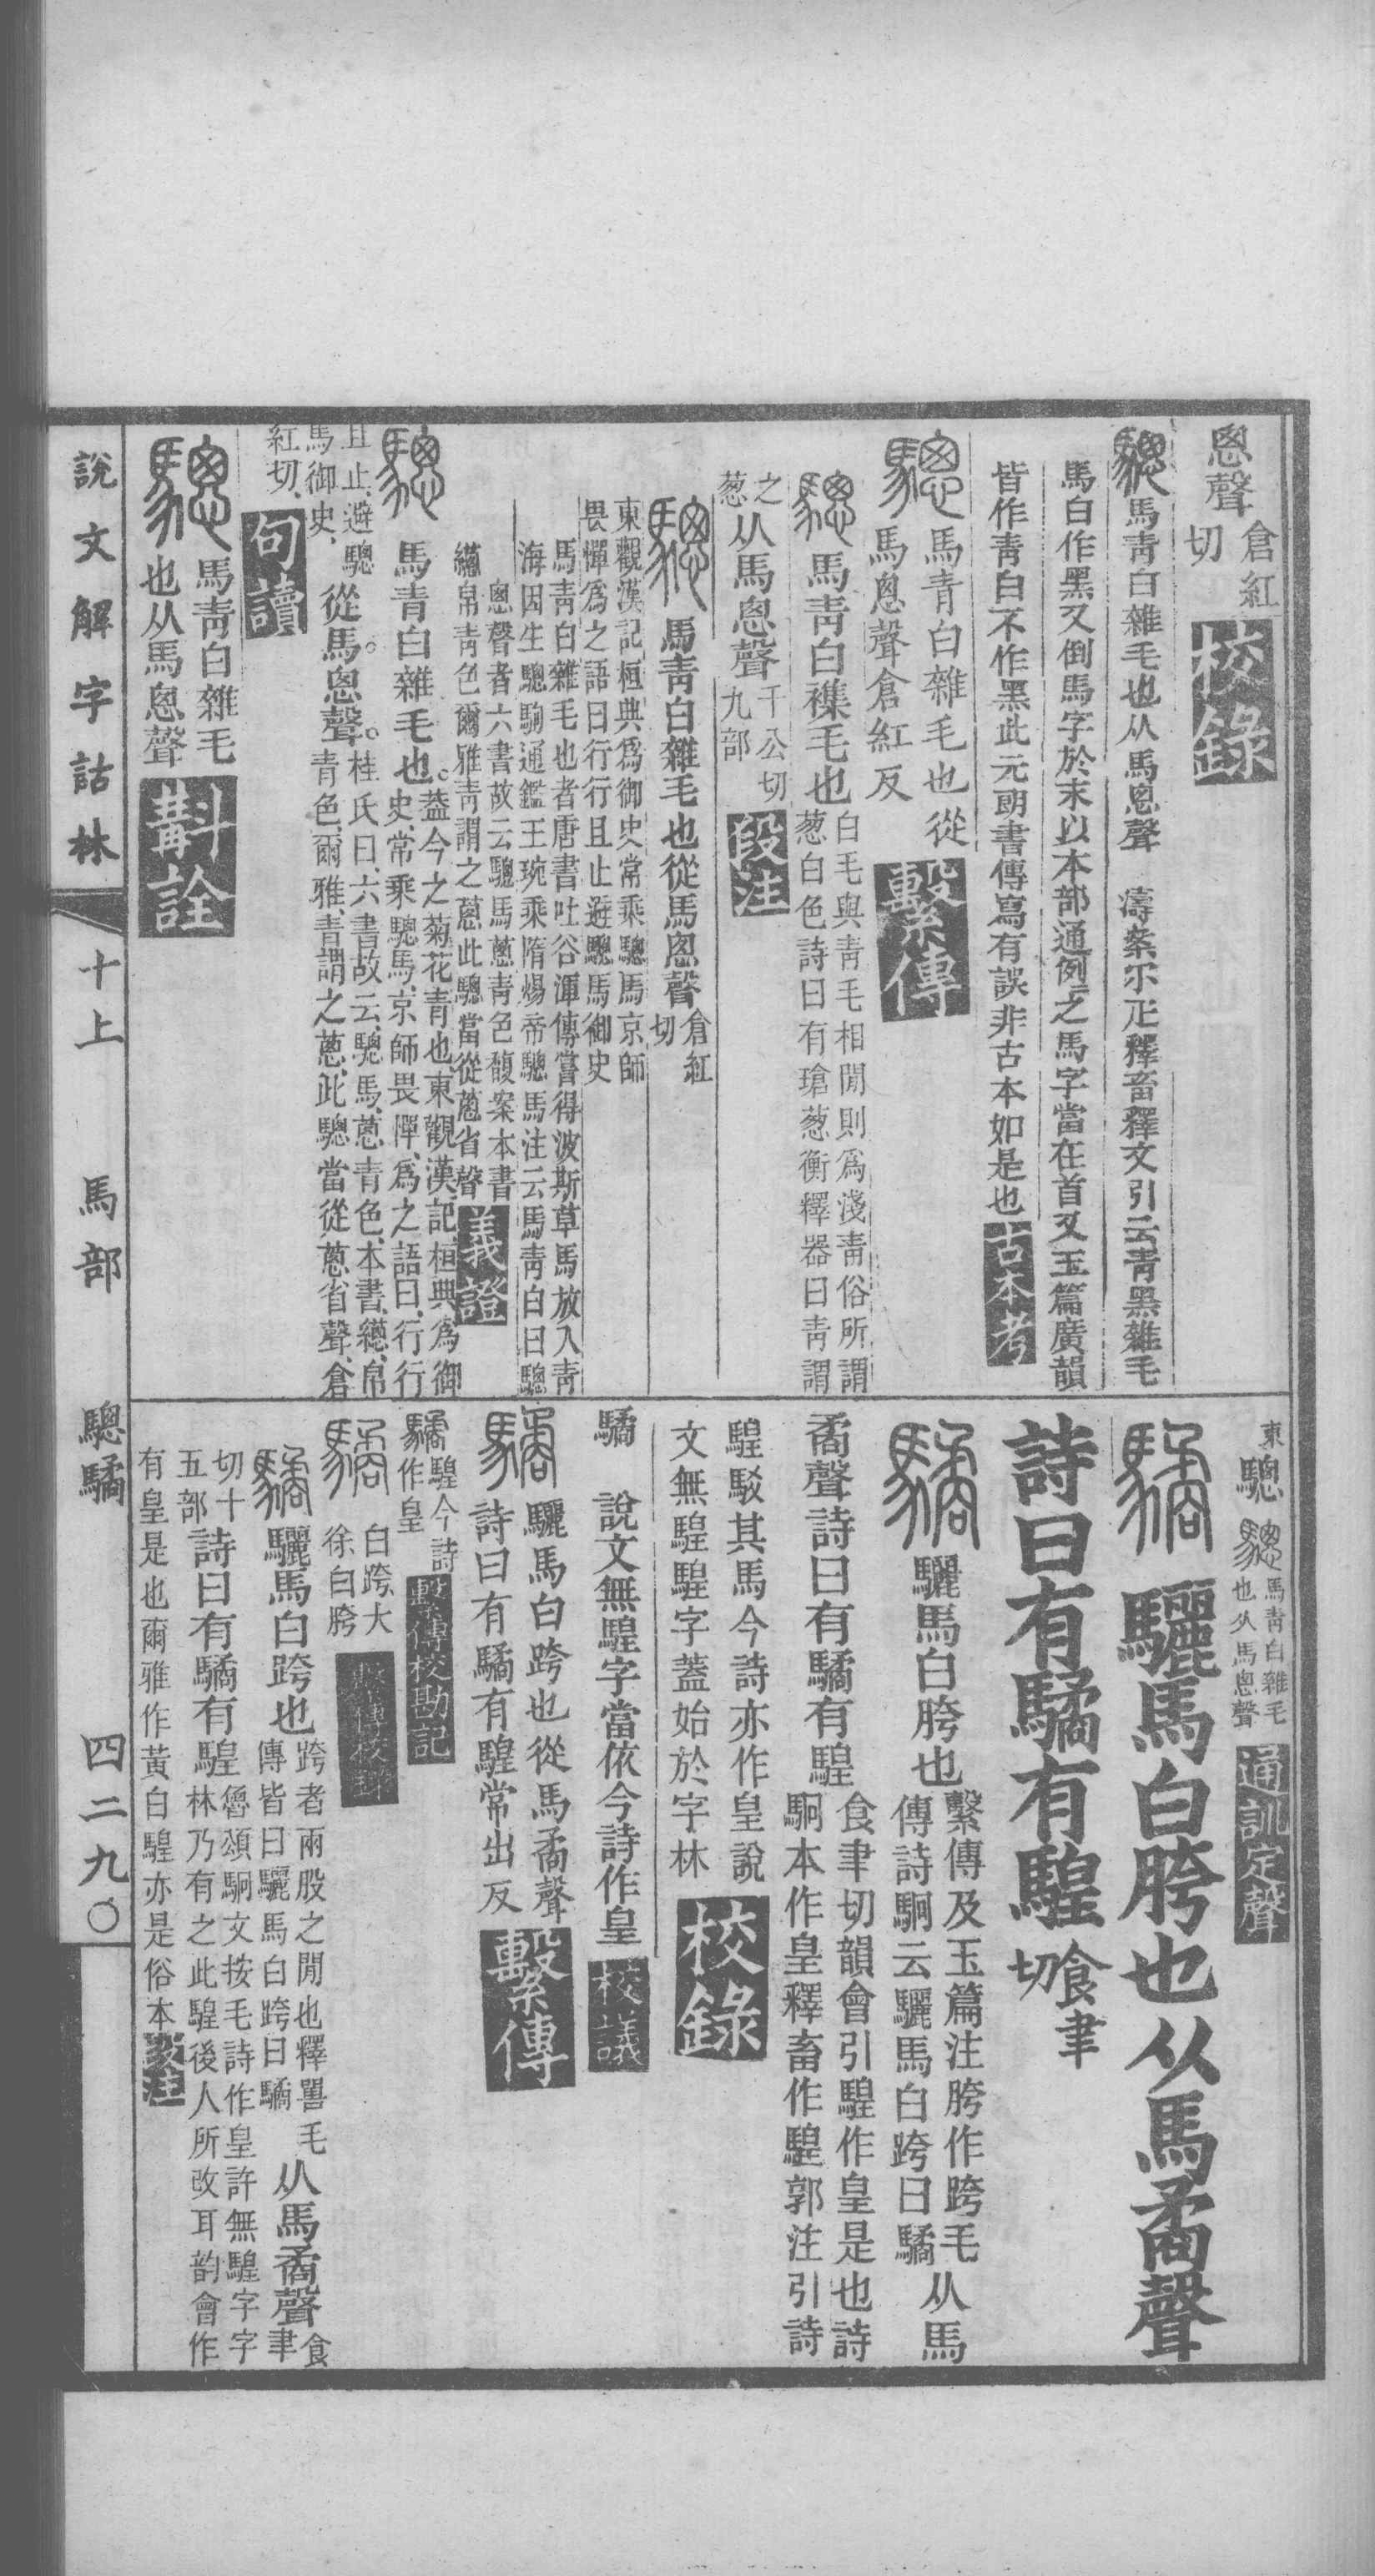 悤聲倉紅切校錄
驄馬青白雜毛也从馬悤聲　濤案尔疋釋畜釋文引云青黑雜毛
馬白作黑又倒馬字於末以本部通例之馬字當在首又玉篇廣韻
皆作青白不作黑此元朗書傳寫有誤非古本如是也古本考
驄馬青白雜毛也從
馬悤聲倉紅反繫傳
驄馬青白襍毛也白毛與青毛相閒則爲淺青俗所謂
葱白色詩曰有瑲葱衡釋器曰青謂
之葱从馬悤聲千公切九部段注
驄馬青白雜毛也從馬悤聲倉紅切
東觀漢記桓典爲御史常乘驄馬京師
畏憚爲之語曰行行且止避驄馬御史
馬青白雜毛也者唐書吐谷渾傳嘗得波斯草馬放入青
海因生驄駒通鑑王琬乘隋煬帝驄馬注云馬青白曰驄
悤聲者六書故云驄馬蔥青色馥案本書
繱帛青色爾雅青謂之蔥此驄當從蔥省聲義證
驄馬青白雜毛也。葢今之菊花青也、東觀漢記、桓典爲御
史、常乘驄馬、京師畏憚、爲之語曰、行行
且止、避驄馬御史、從馬。悤聲。桂氏曰、六書故云、驄馬、蔥青色、本書、繱、帛
青色、爾雅、青謂之蔥、此驄當從蔥省聲、倉
紅切、句讀
驄馬青白雜毛
也从馬悤聲斠詮
東驄　驄馬青白雜毛也从馬悤聲通訓定聲
驈驪馬白胯也从馬矞聲
詩曰有驈有騜食聿切
驈驪馬白胯也繫傳及玉篇注胯作跨毛
傳詩駉云驪馬白跨曰驈从馬
矞聲詩曰有驈有騜食聿切韻會引騜作皇是也詩
駉本作皇釋畜作騜郭注引詩
騜駁其馬今詩亦作皇說
文無騜騜字蓋始於字林校錄
驈　說文無騜字當依今詩作皇校議
驈驪馬白跨也從馬矞聲
詩曰有驈有騜常出反繫傳
驈騜今詩作皇繫傳校勘記
驈白跨大徐白胯繫傳校錄
驈驪馬白跨也跨者兩股之閒也釋嘼毛
傳皆曰驪馬白跨曰驈从馬矞聲食聿
切十五部詩曰有驈有騜魯頌駉文按毛詩作皇許無騜字字
林乃有之此騜後人所改耳韵會作
有皇是也爾雅作黃白騜亦是俗本段注
說文解字詁林　十上　馬部　驄驈　四二九〇